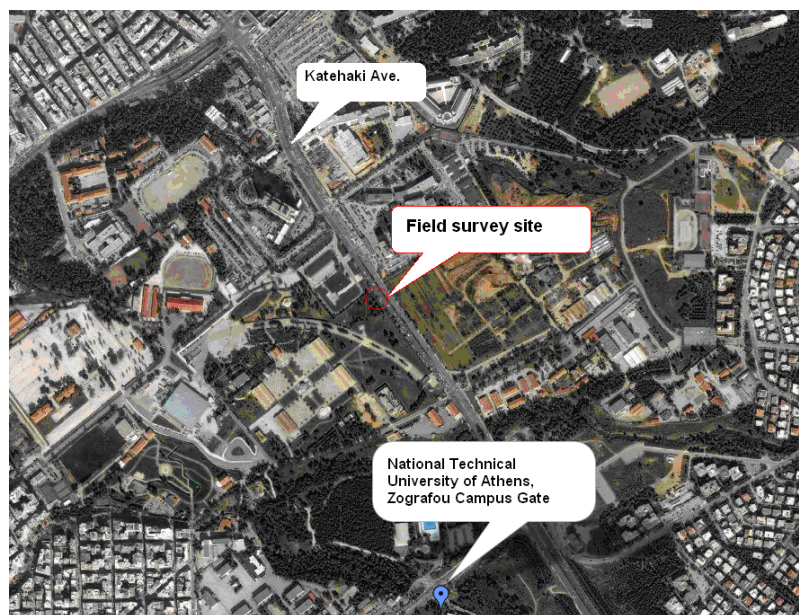 Katehaki Ave.
Field survey site
National Technical
University of Athens,
Zografou Campus Gate